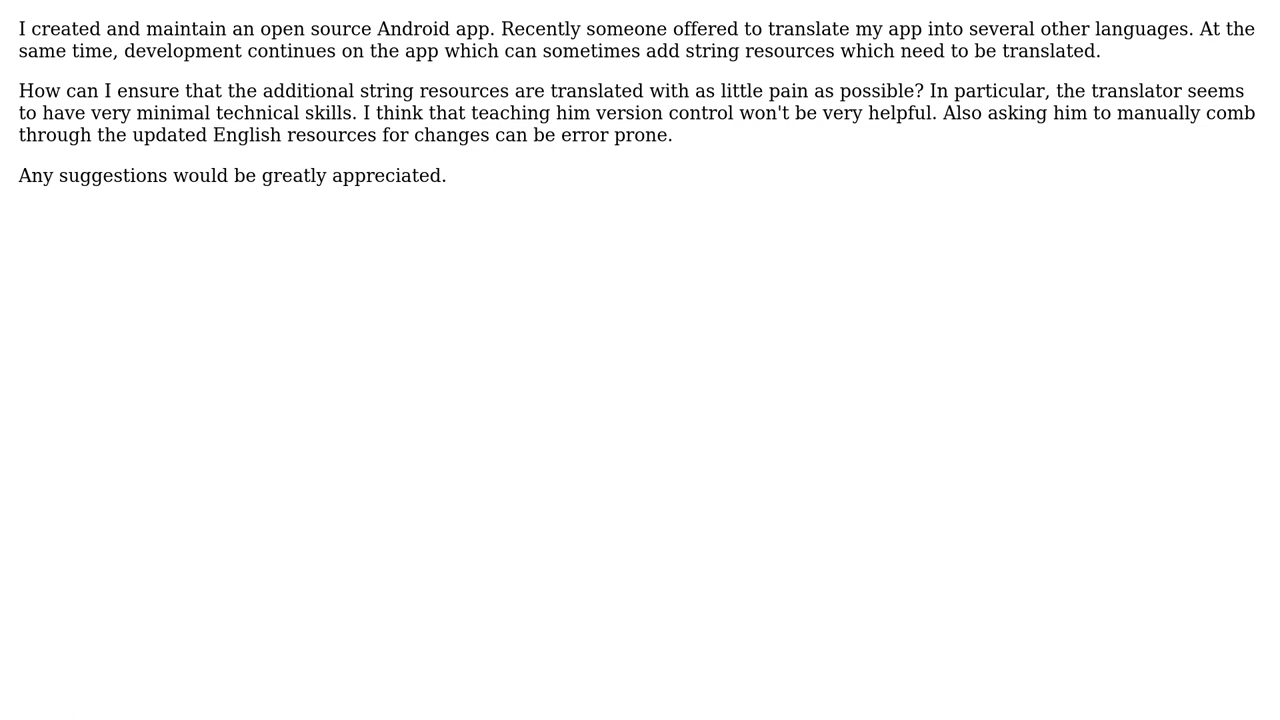 I created and maintain an open source Android app. Recently someone offered to translate my app into several other languages. At the
same time, development continues on the app which can sometimes add string resources which need to be translated.
How can I ensure that the additional string resources are translated with as little pain as possible? In particular, the translator seems
to have very minimal technical skills. I think that teaching him version control won't be very helpful. Also asking him to manually comb
through the updated English resources for changes can be error prone.
Any suggestions would be greatly appreciated.